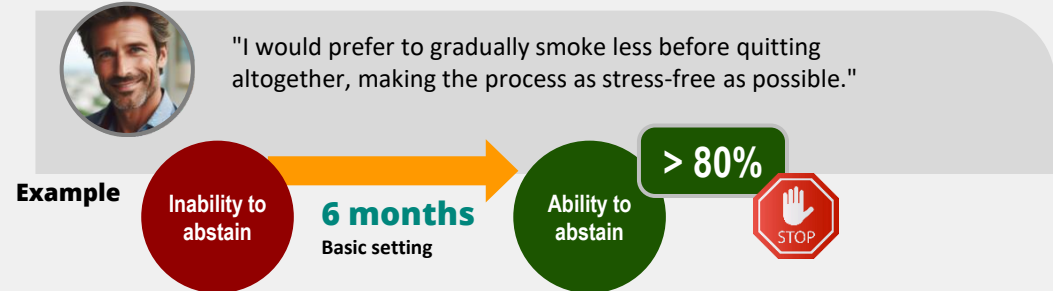 "I would prefer to gradually smoke less before quitting
altogether, making the process as stress-free as possible."
> 80%
Example
Inability to
abstain
6 months
Basic setting
Ability to
abstain
STOP